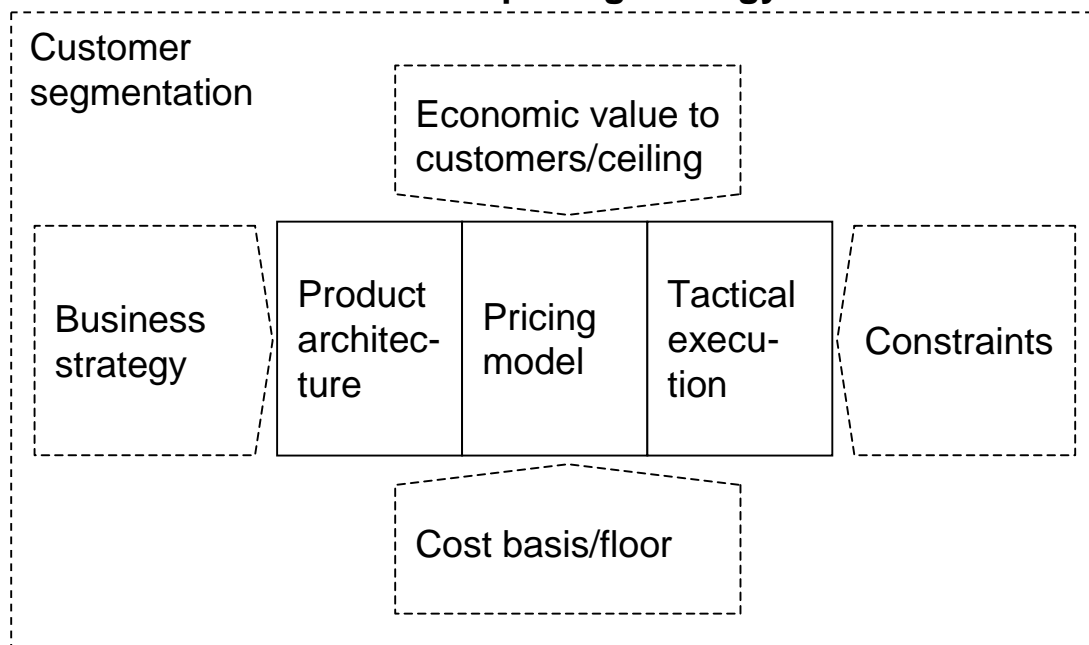 Customer
segmentation
Economic value to
customers/ceiling
Business
strategy
Product
architec-
ture
Pricing
model
Tactical
execu-
tion
Constraints
Cost basis/floor